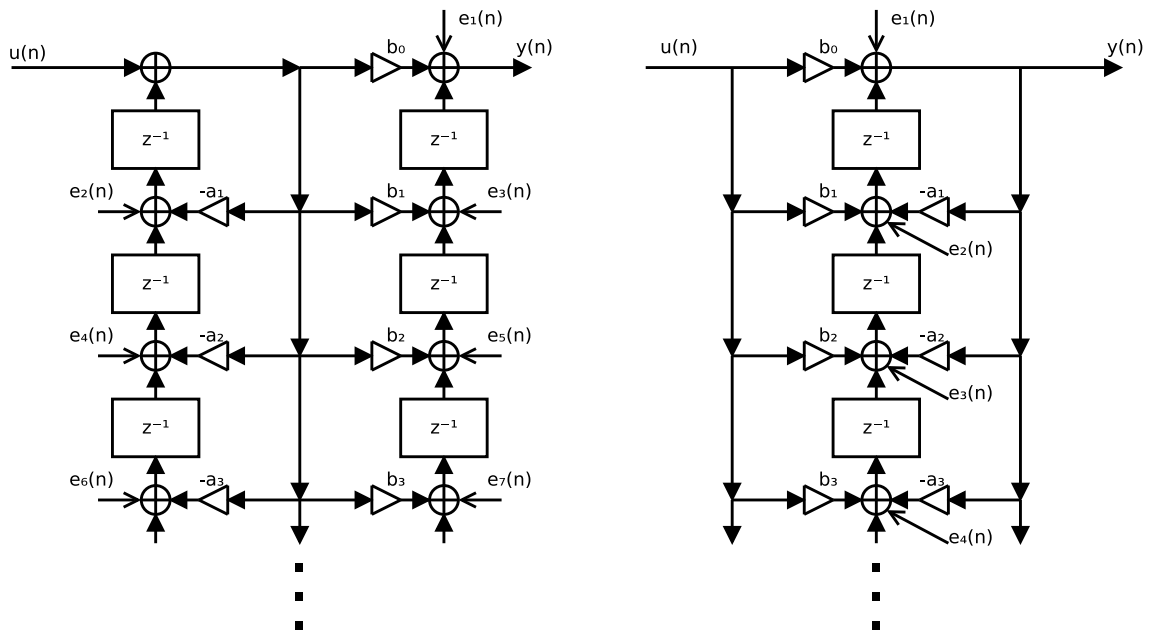 e₁(n) e₁(n)
u(n) b₀ y(n) u(n) b₀ y(n)
z⁻¹ z⁻¹ z⁻¹
e₂(n) -a₁ b₁ e₃(n) b₁ -a₁
e₂(n)
z⁻¹ z⁻¹ z⁻¹
e₄(n) -a₂ b₂ e₅(n) b₂ -a₂
e₃(n)
z⁻¹ z⁻¹ z⁻¹
e₆(n) -a₃ b₃ e₇(n) b₃ -a₃
e₄(n)